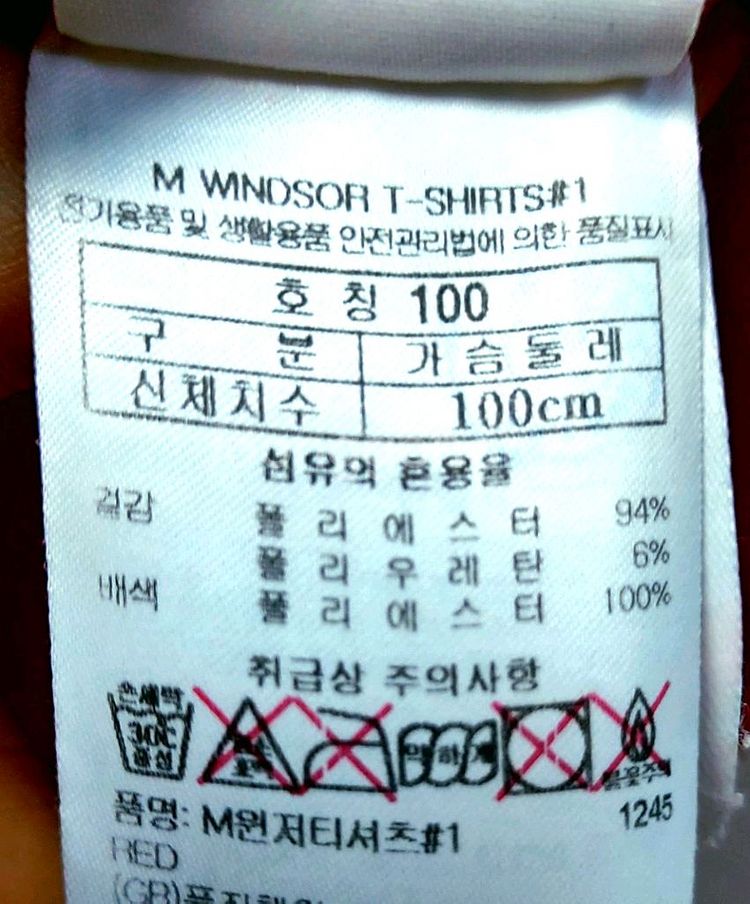 M WINDSOR T-SHIRTS#1
전기용품 및 생활용품 안전관리법에 의한 품질표시
호 칭 100
구 분 가슴둘레
신체치수 100cm
섬유의 혼용율
겉감 폴리에스터 94%
폴리우레탄 6%
배색 폴리에스터 100%
취급상 주의사항
손세탁
30℃
중성
약하게
불꽃주의
1245
품명: M윈저티셔츠#1
RED